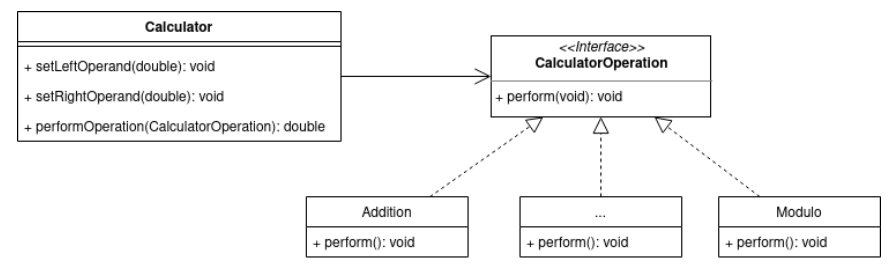 Calculator
+ setLeftOperand(double): void
+ setRightOperand(double): void
+ performOperation(CalculatorOperation): double
<<Interface>>
CalculatorOperation
+ perform(void): void
Addition
+ perform(): void
...
+ perform(): void
Modulo
+ perform(): void